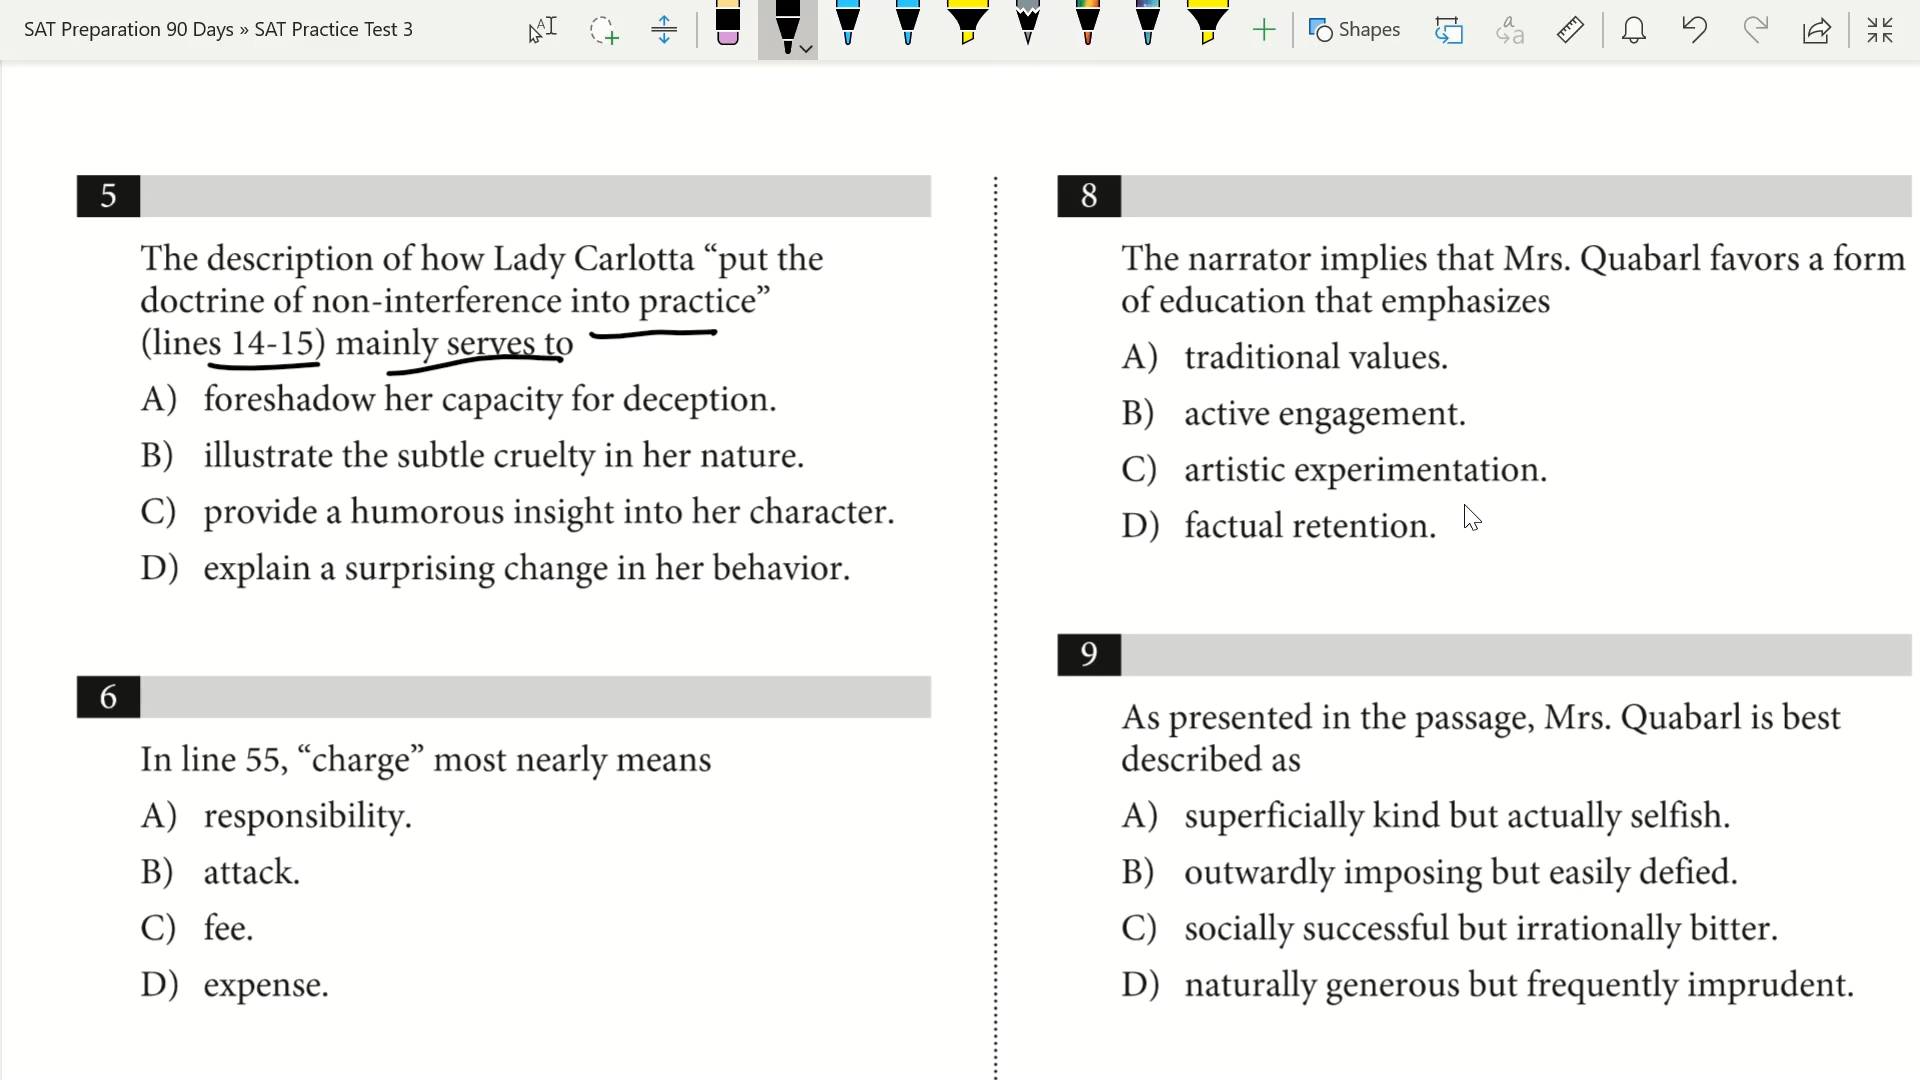 SAT Preparation 90 Days » SAT Practice Test 3
Shapes
5
The description of how Lady Carlotta “put the
doctrine of non-interference into practice”
(lines 14-15) mainly serves to
A) foreshadow her capacity for deception.
B) illustrate the subtle cruelty in her nature.
C) provide a humorous insight into her character.
D) explain a surprising change in her behavior.
6
In line 55, “charge” most nearly means
A) responsibility.
B) attack.
C) fee.
D) expense.
8
The narrator implies that Mrs. Quabarl favors a form
of education that emphasizes
A) traditional values.
B) active engagement.
C) artistic experimentation.
D) factual retention.
9
As presented in the passage, Mrs. Quabarl is best
described as
A) superficially kind but actually selfish.
B) outwardly imposing but easily defied.
C) socially successful but irrationally bitter.
D) naturally generous but frequently imprudent.